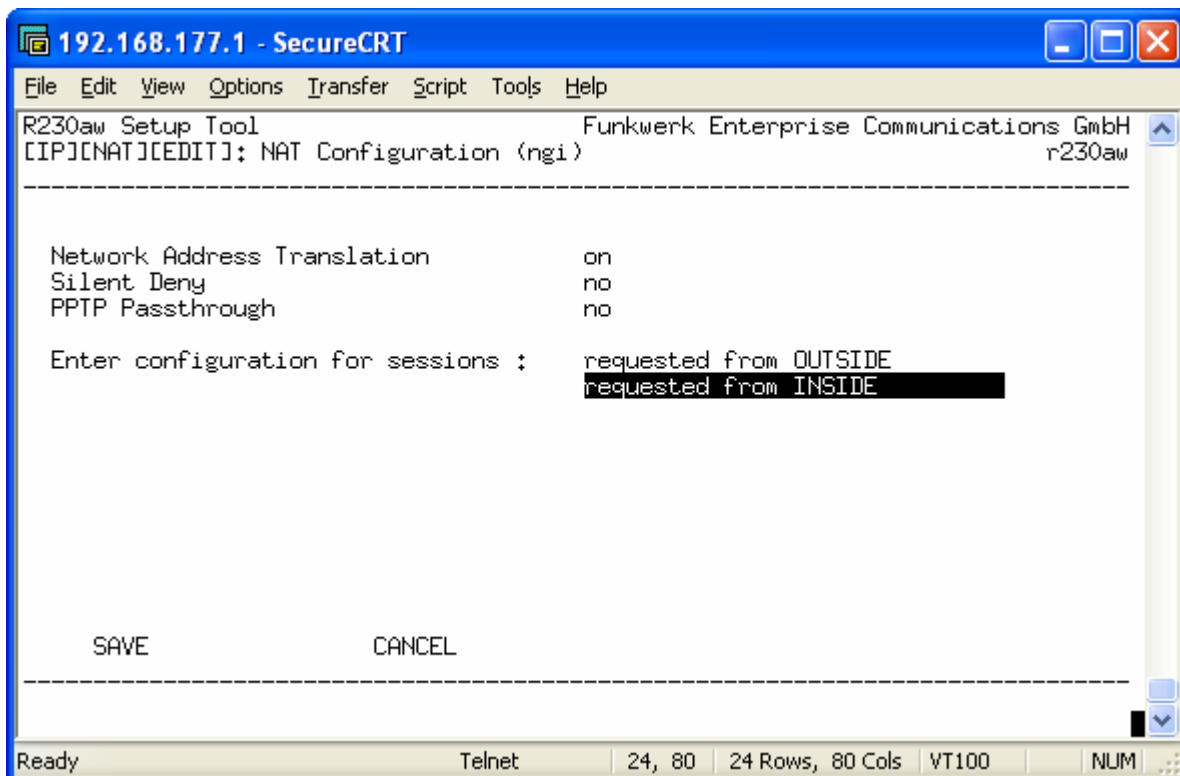 192.168.177.1 - SecureCRT
File Edit View Options Transfer Script Tools Help
R230aw Setup Tool Funkwerk Enterprise Communications GmbH
[IP][NAT][EDIT]: NAT Configuration (ngi) r230aw
Network Address Translation on
Silent Deny no
PPTP Passthrough no
Enter configuration for sessions : requested from OUTSIDE
requested from INSIDE
SAVE CANCEL
Ready Telnet 24, 80 24 Rows, 80 Cols VT100 NUM